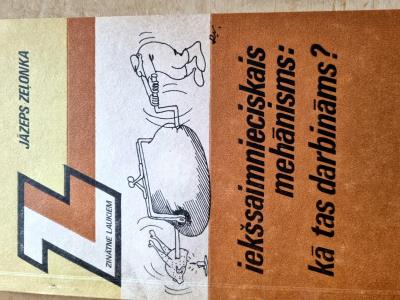 JĀZEPS ZEĻONKA
ZINĀTNE LAUKIEM
iekšsaimnieciskais
mehānisms:
kā tas darbināms?